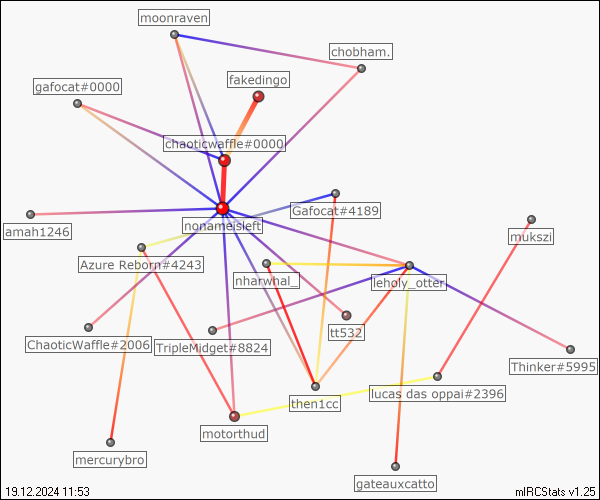 moonraven
chobham.
fakedingo
gafocat#0000
chaoticwaffle#0000
Gafocat#4189
amah1246
nonameisleft
mukszi
Azure Reborn#4243
nharwhal_
leholy_otter
tt532
ChaoticWaffle#2006
TripleMidget#8824
Thinker#5995
lucas das oppai#2396
then1cc
motorthud
mercurybro
gateauxcatto
19.12.2024 11:53
mIRCStats v1.25